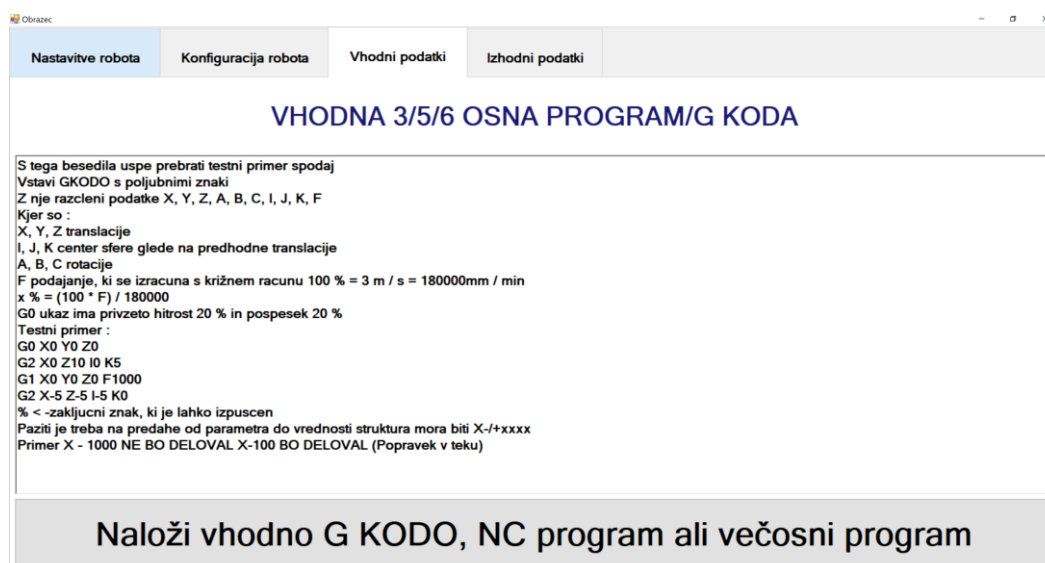 Obrazec
Nastavitve robota
Konfiguracija robota
Vhodni podatki
Izhodni podatki
VHODNA 3/5/6 OSNA PROGRAM/G KODA
S tega besedila uspe prebrati testni primer spodaj
Vstavi GKODO s poljubnimi znaki
Z nje razcleni podatke X, Y, Z, A, B, C, I, J, K, F
Kjer so :
X, Y, Z translacije
I, J, K center sfere glede na predhodne translacije
A, B, C rotacije
F podajanje, ki se izracuna s križnem racunu 100 % = 3 m / s = 180000mm / min
x % = (100 * F) / 180000
G0 ukaz ima privzeto hitrost 20 % in pospesek 20 %
Testni primer :
G0 X0 Y0 Z0
G2 X0 Z10 I0 K5
G1 X0 Y0 Z0 F1000
G2 X-5 Z-5 I-5 K0
% < -zakljucni znak, ki je lahko izpuscen
Paziti je treba na predahe od parametra do vrednosti struktura mora biti X-/+xxxx
Primer X - 1000 NE BO DELOVAL X-100 BO DELOVAL (Popravek v teku)
Naloži vhodno G KODO, NC program ali večosni program